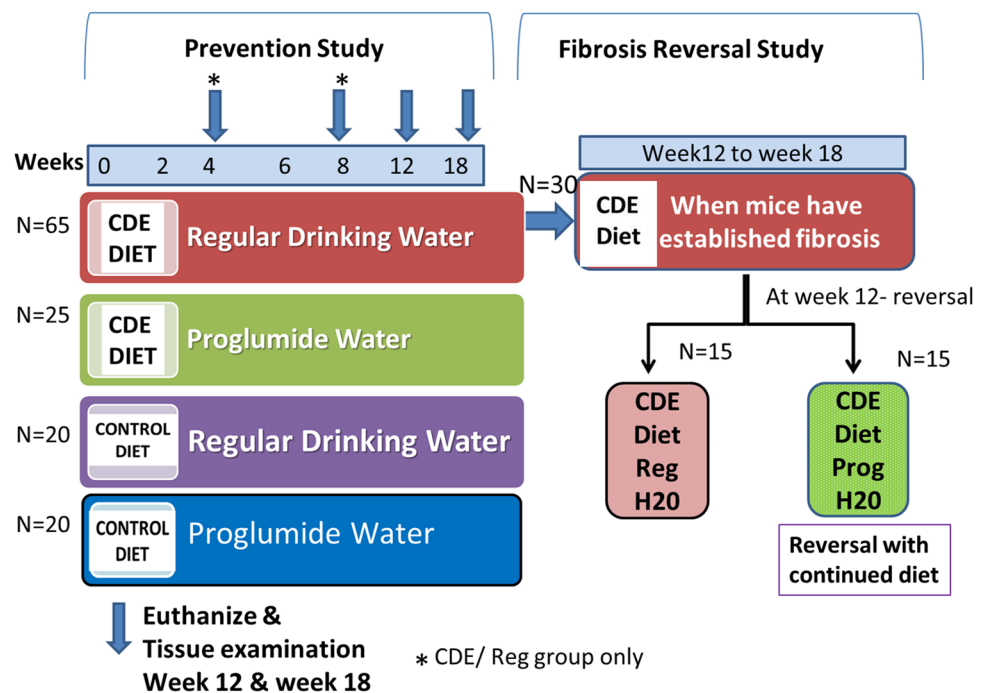 Prevention Study
Fibrosis Reversal Study
* *
Weeks 0 2 4 6 8 12 18
Week12 to week 18
N=65
CDE
DIET
Regular Drinking Water
N=30
CDE
Diet
When mice have
established fibrosis
N=25
CDE
DIET
Proglumide Water
At week 12- reversal
N=15
N=15
N=20
CONTROL
DIET
Regular Drinking Water
CDE
Diet
Reg
H20
CDE
Diet
Prog
H20
N=20
CONTROL
DIET
Proglumide Water
Reversal with
continued diet
Euthanize &
Tissue examination
Week 12 & week 18
* CDE/ Reg group only